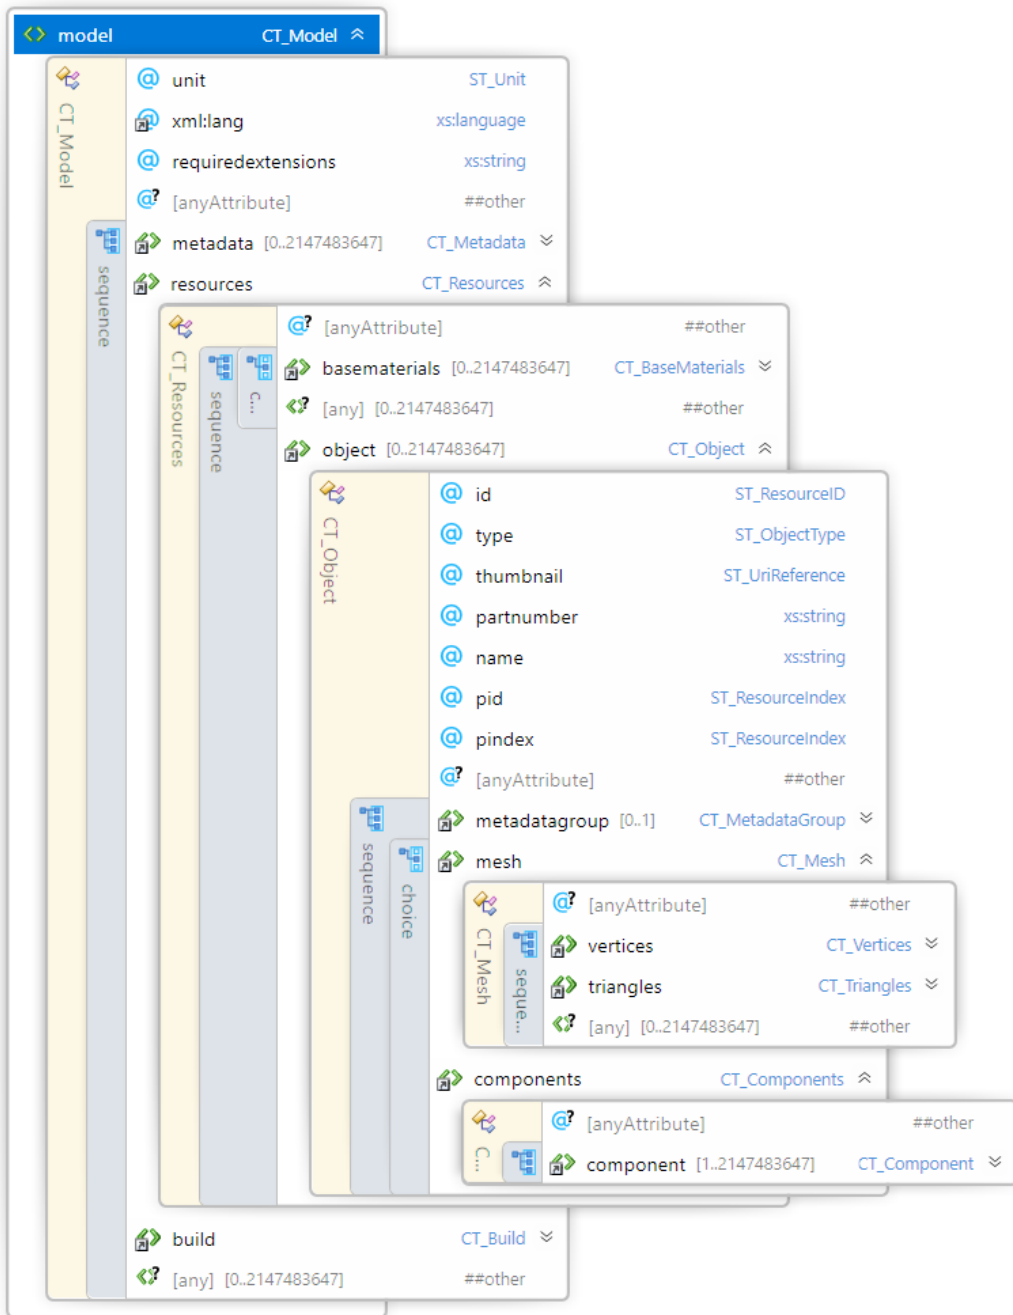 model CT_Model
CT_Model
unit ST_Unit
xml:lang xs:language
requiredextensions xs:string
[anyAttribute] ##other
sequence
metadata [0..2147483647] CT_Metadata
resources CT_Resources
CT_Resources
[anyAttribute] ##other
sequence
c...
basematerials [0..2147483647] CT_BaseMaterials
[any] [0..2147483647] ##other
object [0..2147483647] CT_Object
CT_Object
id ST_ResourceID
type ST_ObjectType
thumbnail ST_UriReference
partnumber xs:string
name xs:string
pid ST_ResourceIndex
pindex ST_ResourceIndex
[anyAttribute] ##other
sequence
metadatagroup [0..1] CT_MetadataGroup
choice
mesh CT_Mesh
CT_Mesh
[anyAttribute] ##other
seque...
vertices CT_Vertices
triangles CT_Triangles
[any] [0..2147483647] ##other
components CT_Components
C...
[anyAttribute] ##other
component [1..2147483647] CT_Component
build CT_Build
[any] [0..2147483647] ##other